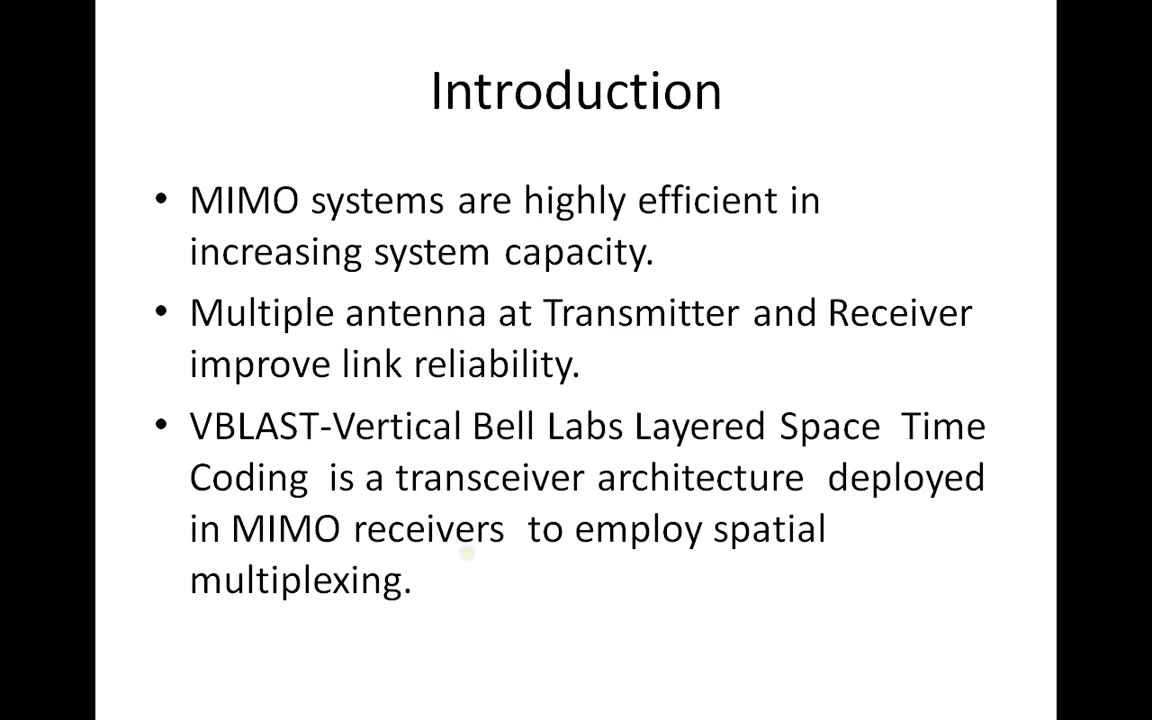 Introduction
• MIMO systems are highly efficient in
increasing system capacity.
• Multiple antenna at Transmitter and Receiver
improve link reliability.
• VBLAST-Vertical Bell Labs Layered Space Time
Coding is a transceiver architecture deployed
in MIMO receivers to employ spatial
multiplexing.